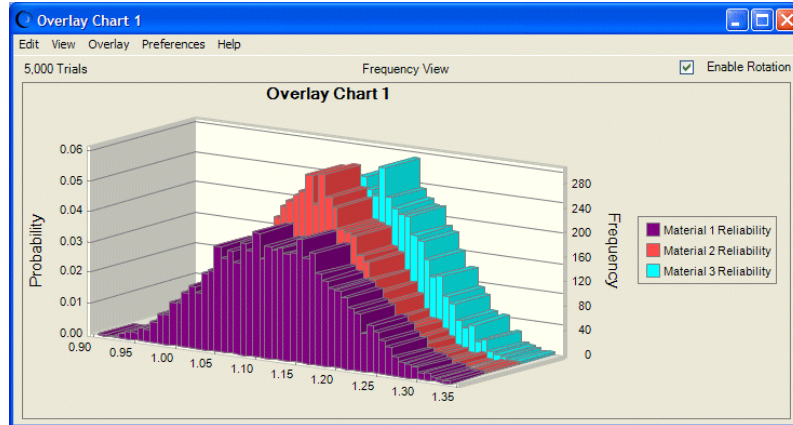 Overlay Chart 1
Edit View Overlay Preferences Help
5,000 Trials Frequency View Enable Rotation
Overlay Chart 1
Probability
0.06
0.05
0.04
0.03
0.02
0.01
0.00
0.90 0.95 1.00 1.05 1.10 1.15 1.20 1.25 1.30 1.35
280
240
200
160
120
80
40
0
Frequency
Material 1 Reliability
Material 2 Reliability
Material 3 Reliability